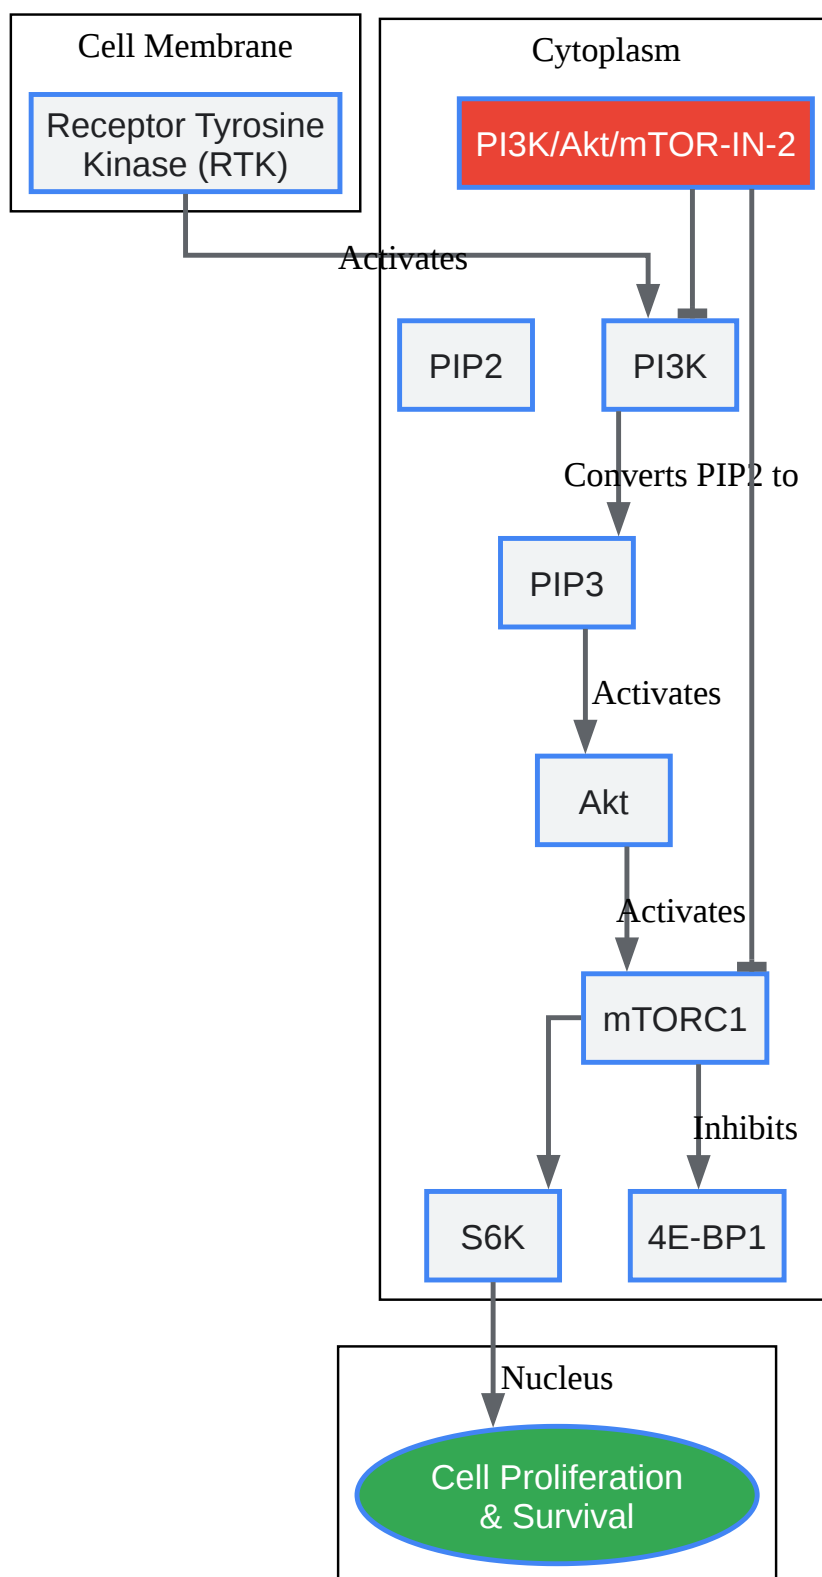 Cell Membrane
Cytoplasm
Receptor Tyrosine
Kinase (RTK)
PI3K/Akt/mTOR-IN-2
Activates
PIP2
PI3K
Converts PIP2 to
PIP3
Activates
Akt
Activates
mTORC1
Inhibits
S6K
4E-BP1
Nucleus
Cell Proliferation
& Survival